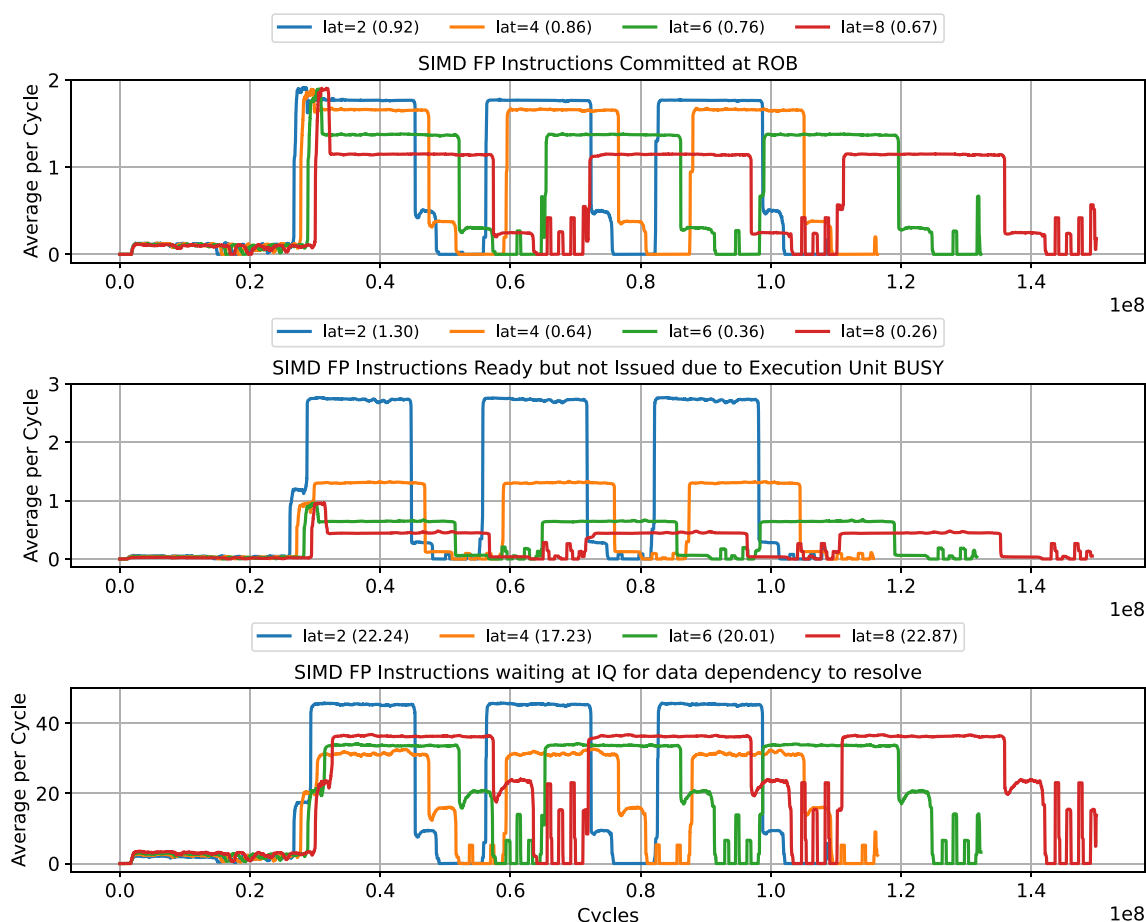 lat=2 (0.92) lat=4 (0.86) lat=6 (0.76) lat=8 (0.67)
SIMD FP Instructions Committed at ROB
Average per Cycle
2
1
0
0.0 0.2 0.4 0.6 0.8 1.0 1.2 1.4
1e8
lat=2 (1.30) lat=4 (0.64) lat=6 (0.36) lat=8 (0.26)
SIMD FP Instructions Ready but not Issued due to Execution Unit BUSY
Average per Cycle
3
2
1
0
0.0 0.2 0.4 0.6 0.8 1.0 1.2 1.4
1e8
lat=2 (22.24) lat=4 (17.23) lat=6 (20.01) lat=8 (22.87)
SIMD FP Instructions waiting at IQ for data dependency to resolve
Average per Cycle
40
20
0
0.0 0.2 0.4 0.6 0.8 1.0 1.2 1.4
1e8
Cycles